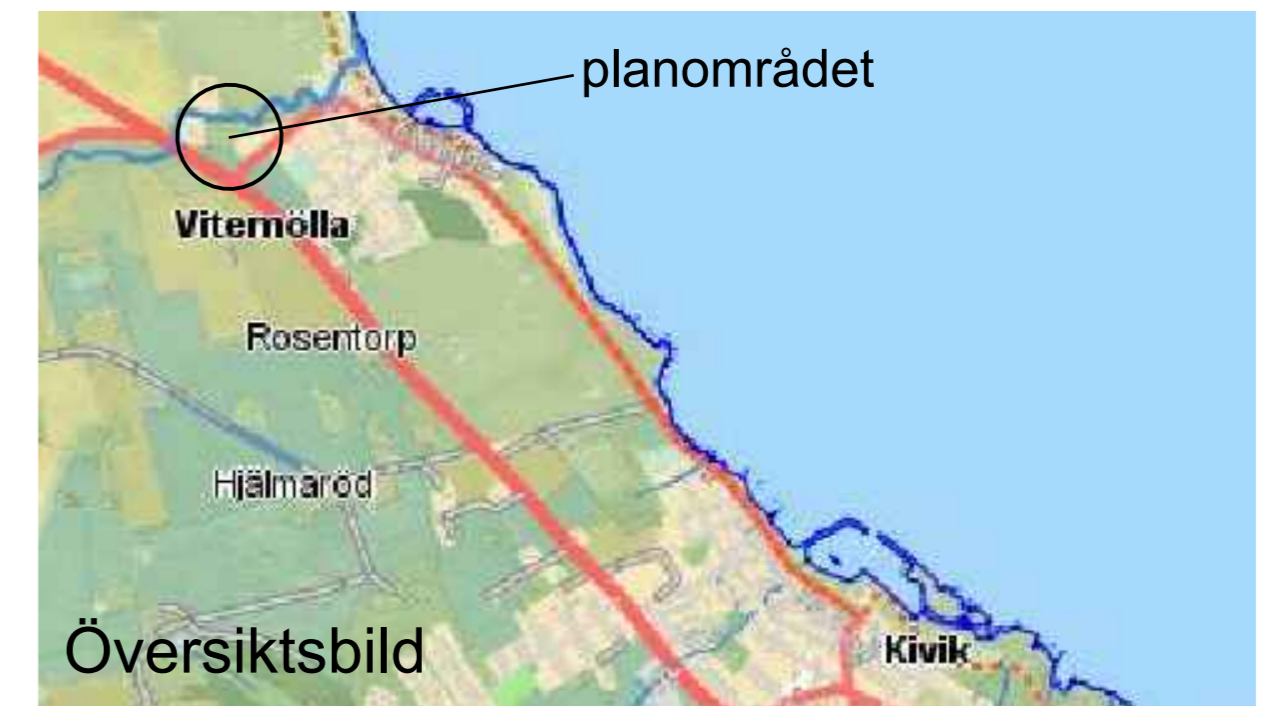 planområdet
Vitemölla
Rosentorp
Hjälmaröd
Översiktsbild
Kivik